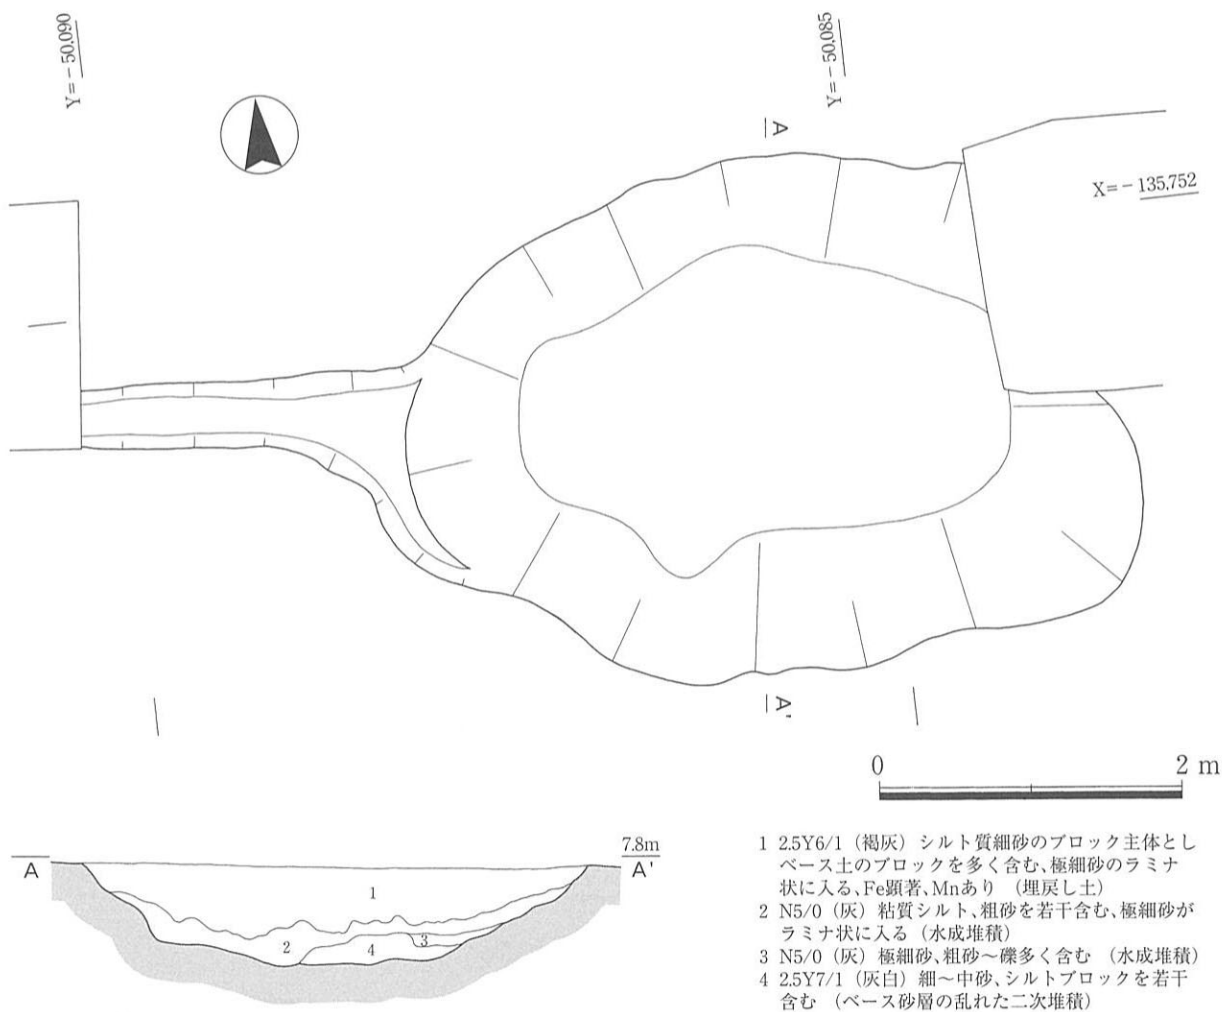 Y=－50,090
Y=－50,085
A
X=－135,752
A'
0 2 m
7.8m
A A'
1
2
3
4
1 2.5Y6/1（褐灰）シルト質細砂のブロック主体とし
ベース土のブロックを多く含む、極細砂のラミナ
状に入る、Fe顕著、Mnあり （埋戻し土）
2 N5/0（灰）粘質シルト、粗砂を若干含む、極細砂が
ラミナ状に入る（水成堆積）
3 N5/0（灰）極細砂、粗砂～礫多く含む （水成堆積）
4 2.5Y7/1（灰白）細～中砂、シルトブロックを若干
含む （ベース砂層の乱れた二次堆積）